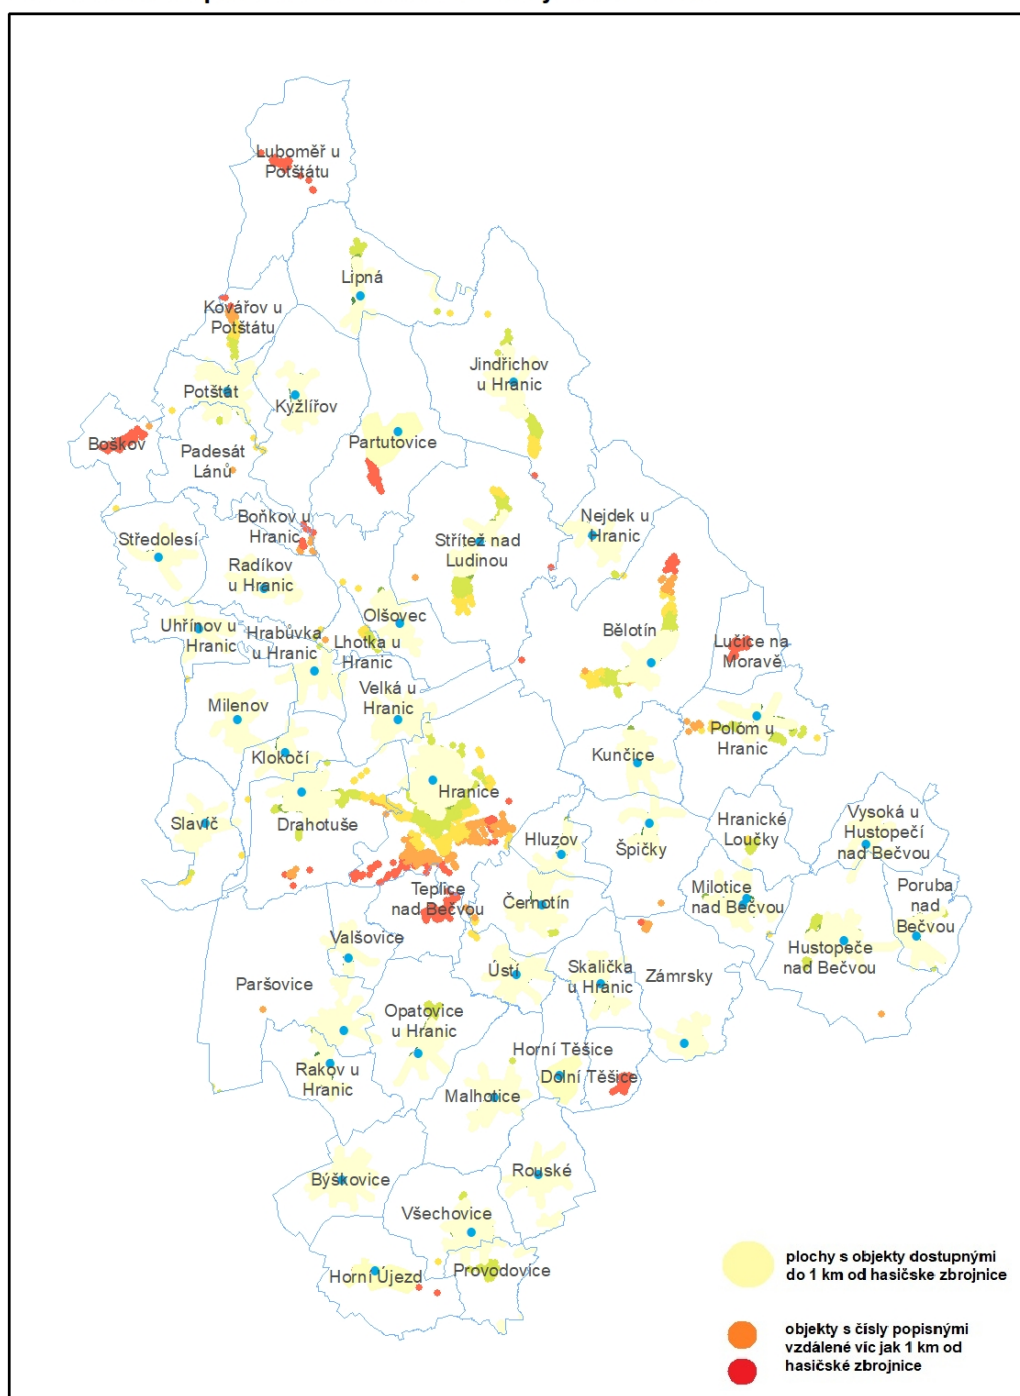 Luboměř u
Potštátu
Lipná
Kovářov u
Potštátu
Jindřichov
u Hranic
Potštát
Kyžlířov
Boškov
Padesát
Lánů
Partutovice
Boňkov u
Hranic
Nejdek u
Hranic
Středolesí
Střítež nad
Ludinou
Radíkov
u Hranic
Olšovec
Uhřínov u
Hranic
Hrabůvka
u Hranic
Lhotka u
Hranic
Bělotín
Lučice na
Moravě
Velká u
Hranic
Milenov
Polom u
Hranic
Klokočí
Kunčice
Hranice
Slavíč
Drahotuše
Hluzov
Špičky
Hranické
Loučky
Vysoká u
Hustopečí
nad Bečvou
Teplice
nad Bečvou
Černotín
Milotice
nad Bečvou
Poruba
nad
Bečvou
Valšovice
Hustopeče
nad Bečvou
Ústí
Skalička
u Hranic
Zámrsky
Paršovice
Opatovice
u Hranic
Horní Těšice
Rakov u
Hranic
Dolní Těšice
Malhotice
Býškovice
Rouské
Všechovice
Horní Újezd
Provodovice
plochy s objekty dostupnými
do 1 km od hasičske zbrojnice
objekty s čísly popisnými
vzdálené víc jak 1 km od
hasičské zbrojnice